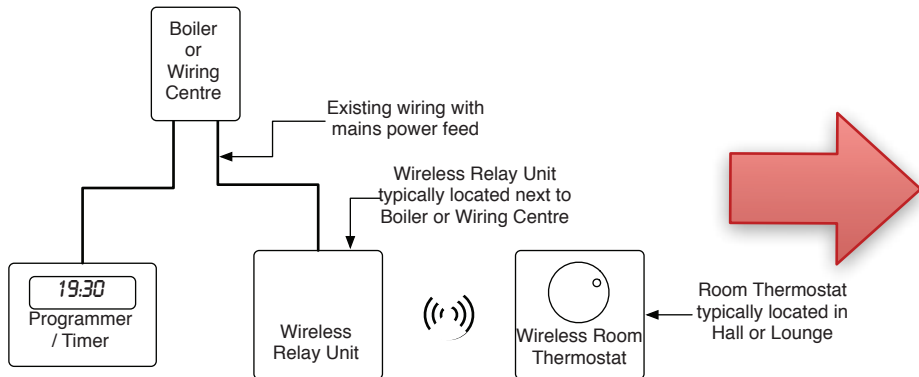 Boiler
or
Wiring
Centre
Existing wiring with
mains power feed
Wireless Relay Unit
typically located next to
Boiler or Wiring Centre
19:30
Programmer
/ Timer
Wireless
Relay Unit
Wireless Room
Thermostat
Room Thermostat
typically located in
Hall or Lounge